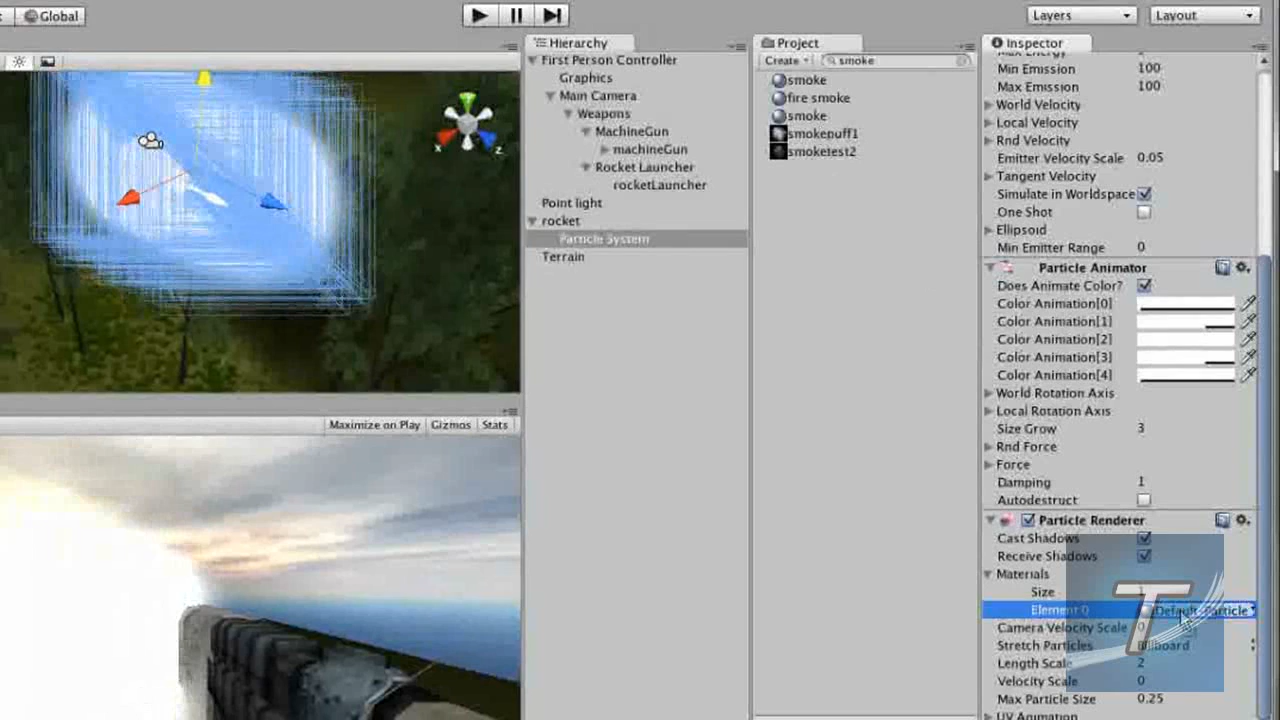 Global
Layers
Layout
Hierarchy
First Person Controller
Graphics
Main Camera
Weapons
MachineGun
machineGun
Rocket Launcher
rocketLauncher
Point light
rocket
Particle System
Terrain
Project
Create
smoke
smoke
fire smoke
smoke
smokepuff1
smoketest2
Inspector
Max Energy
Min Emission 100
Max Emission 100
World Velocity
Local Velocity
Rnd Velocity
Emitter Velocity Scale 0.05
Tangent Velocity
Simulate in Worldspace
One Shot
Ellipsoid
Min Emitter Range 0
Particle Animator
Does Animate Color?
Color Animation[0]
Color Animation[1]
Color Animation[2]
Color Animation[3]
Color Animation[4]
World Rotation Axis
Local Rotation Axis
Size Grow 3
Rnd Force
Force
Damping 1
Autodestruct
Particle Renderer
Cast Shadows
Receive Shadows
Materials
Size 1
Element 0 Default-Particle
Camera Velocity Scale 0
Stretch Particles Billboard
Length Scale 2
Velocity Scale 0
Max Particle Size 0.25
UV Animation
x
z
Maximize on Play
Gizmos
Stats
T